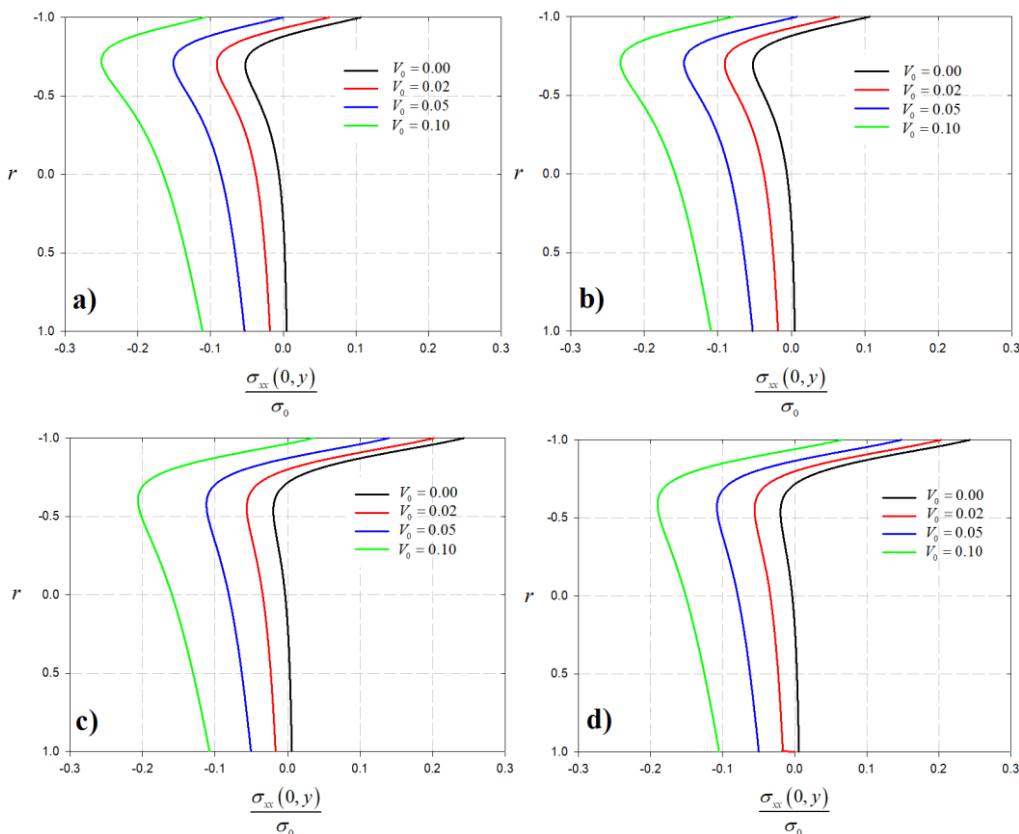 -1.0
V₀ = 0.00
V₀ = 0.02
-0.5
V₀ = 0.05
V₀ = 0.10
r
0.0
0.5
a)
1.0
-0.3 -0.2 -0.1 0.0 0.1 0.2 0.3
σxx(0, y)
σ₀
-1.0
V₀ = 0.00
V₀ = 0.02
-0.5
V₀ = 0.05
V₀ = 0.10
r
0.0
0.5
b)
1.0
-0.3 -0.2 -0.1 0.0 0.1 0.2 0.3
σxx(0, y)
σ₀
-1.0
V₀ = 0.00
-0.5
V₀ = 0.02
V₀ = 0.05
V₀ = 0.10
r
0.0
0.5
c)
1.0
-0.3 -0.2 -0.1 0.0 0.1 0.2 0.3
σxx(0, y)
σ₀
-1.0
V₀ = 0.00
-0.5
V₀ = 0.02
V₀ = 0.05
V₀ = 0.10
r
0.0
0.5
d)
1.0
-0.3 -0.2 -0.1 0.0 0.1 0.2 0.3
σxx(0, y)
σ₀